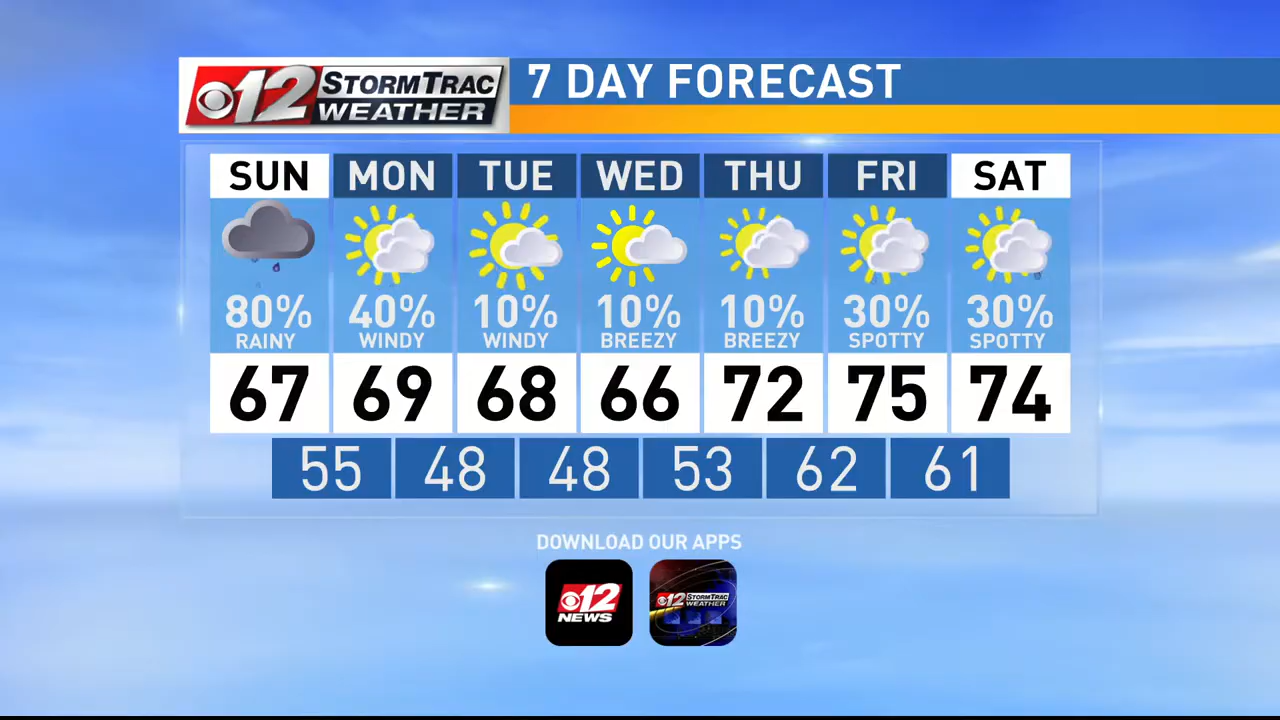 12 STORMTRAC WEATHER
7 DAY FORECAST
SUN MON TUE WED THU FRI SAT
80% 40% 10% 10% 10% 30% 30%
RAINY WINDY WINDY BREEZY BREEZY SPOTTY SPOTTY
67 69 68 66 72 75 74
55 48 48 53 62 61
DOWNLOAD OUR APPS
12 NEWS
12 STORMTRAC WEATHER